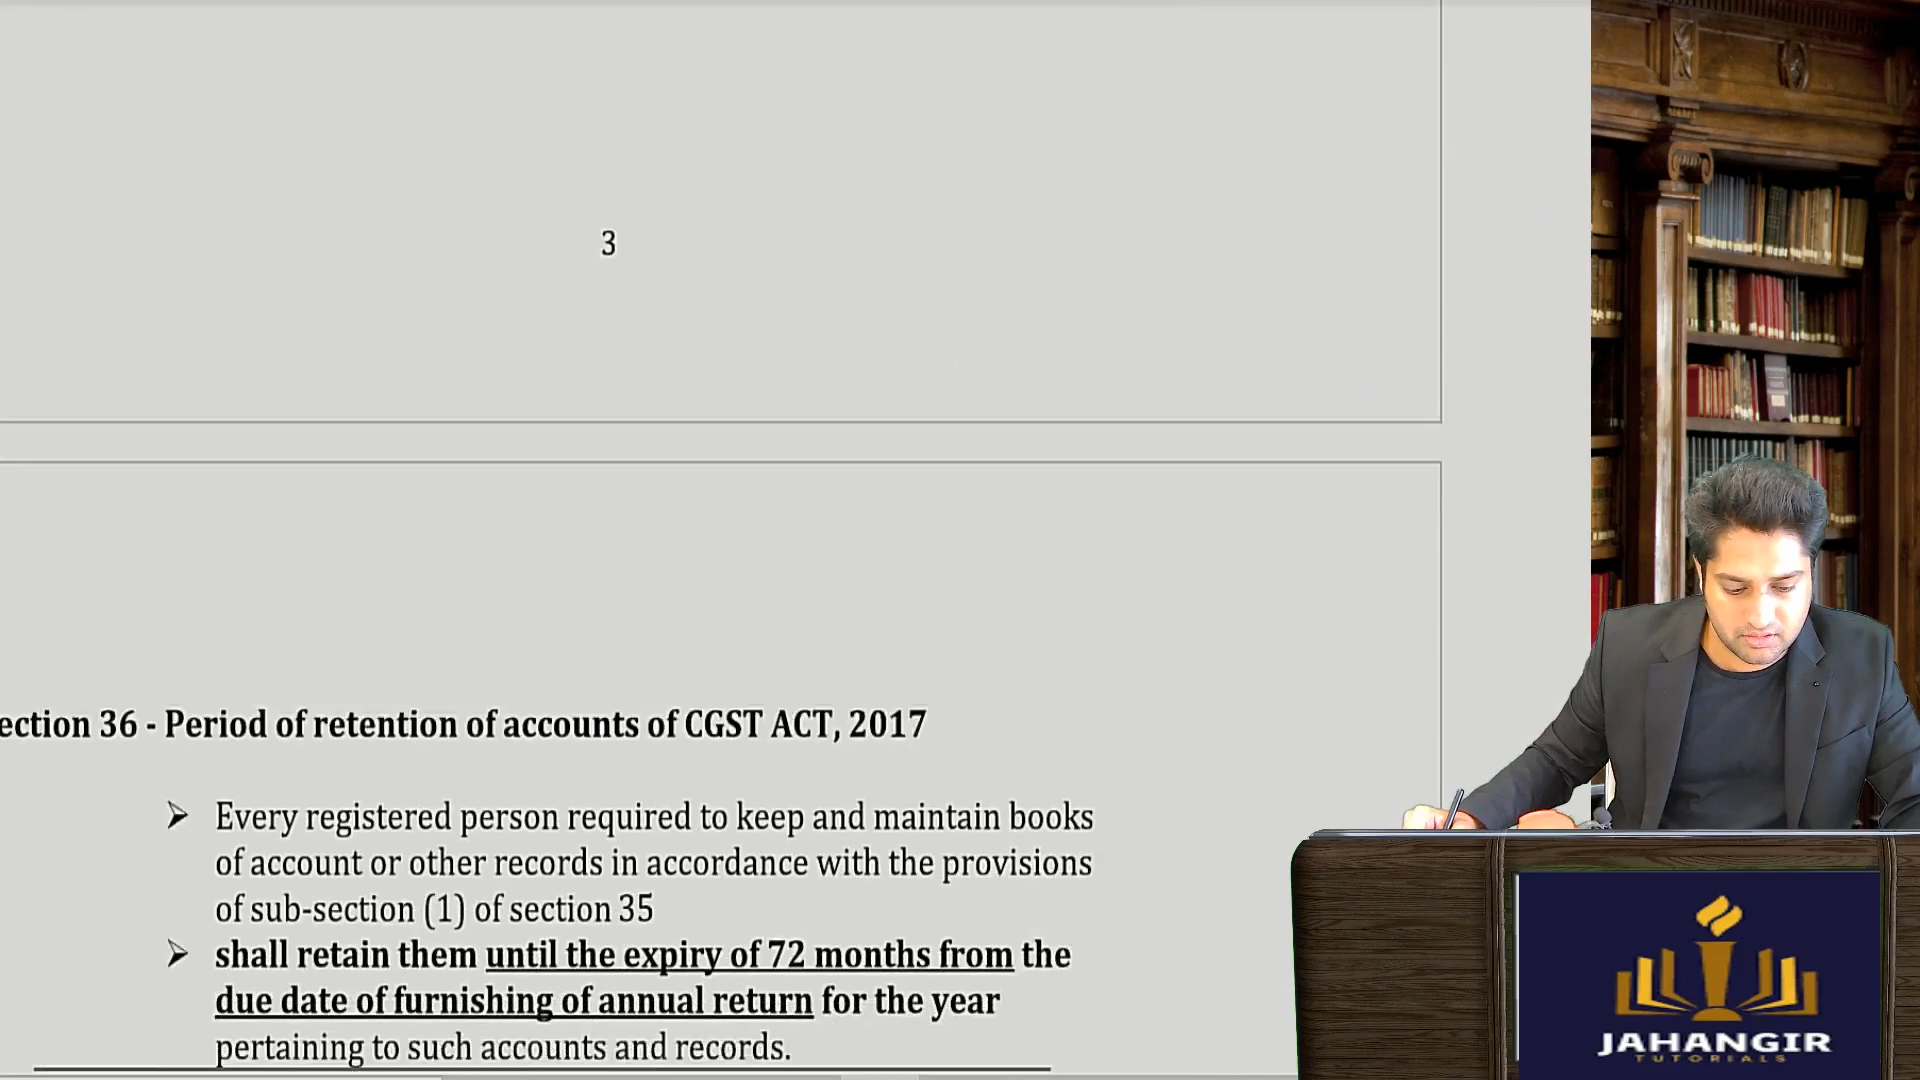 3
ection 36 - Period of retention of accounts of CGST ACT, 2017
➢ Every registered person required to keep and maintain books
of account or other records in accordance with the provisions
of sub-section (1) of section 35
➢ shall retain them until the expiry of 72 months from the
due date of furnishing of annual return for the year
pertaining to such accounts and records.
JAHANGIR
TUTORIALS